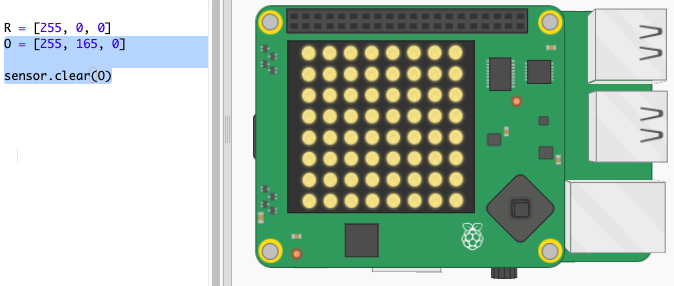 R = [255, 0, 0]
O = [255, 165, 0]
sensor.clear(O)